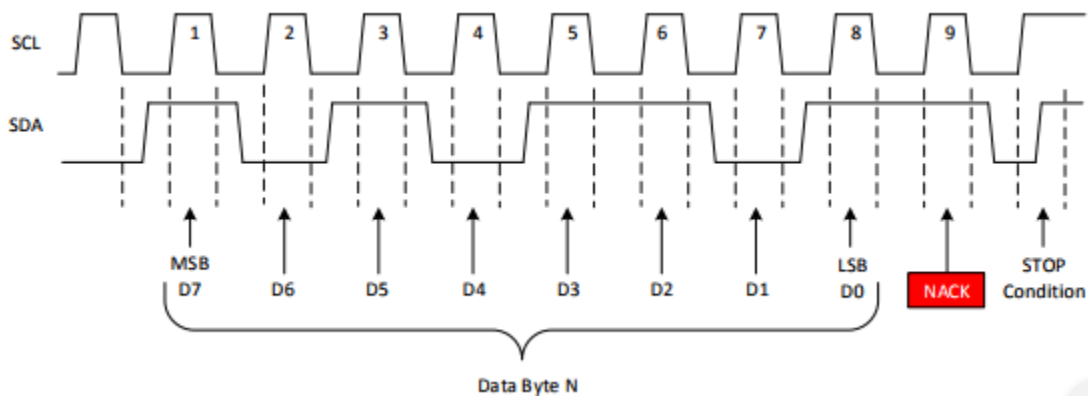 SCL 1 2 3 4 5 6 7 8 9
SDA
MSB LSB STOP
D7 D6 D5 D4 D3 D2 D1 D0 NACK Condition
Data Byte N